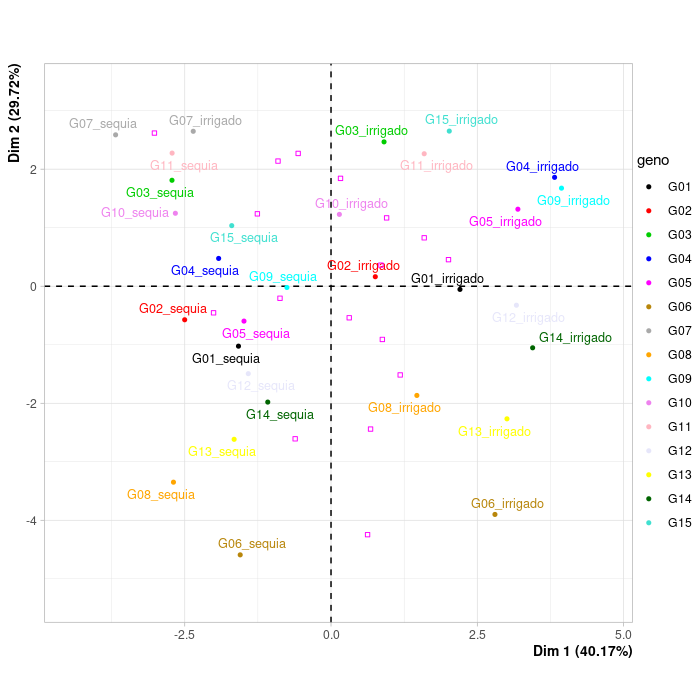 Dim 2 (29.72%)
G07_sequia
G07_irrigado
G15_irrigado
G03_irrigado
G11_sequia
G11_irrigado
G04_irrigado
G03_sequia
G09_irrigado
G10_sequia
G10_irrigado
G05_irrigado
G15_sequia
G04_sequia
G09_sequia
G02_irrigado
G01_irrigado
G02_sequia
G12_irrigado
G05_sequia
G14_irrigado
G01_sequia
G12_sequia
G14_sequia
G08_irrigado
G13_sequia
G13_irrigado
G08_sequia
G06_irrigado
G06_sequia
2
0
-2
-4
-2.5
0.0
2.5
5.0
Dim 1 (40.17%)
geno
G01
G02
G03
G04
G05
G06
G07
G08
G09
G10
G11
G12
G13
G14
G15